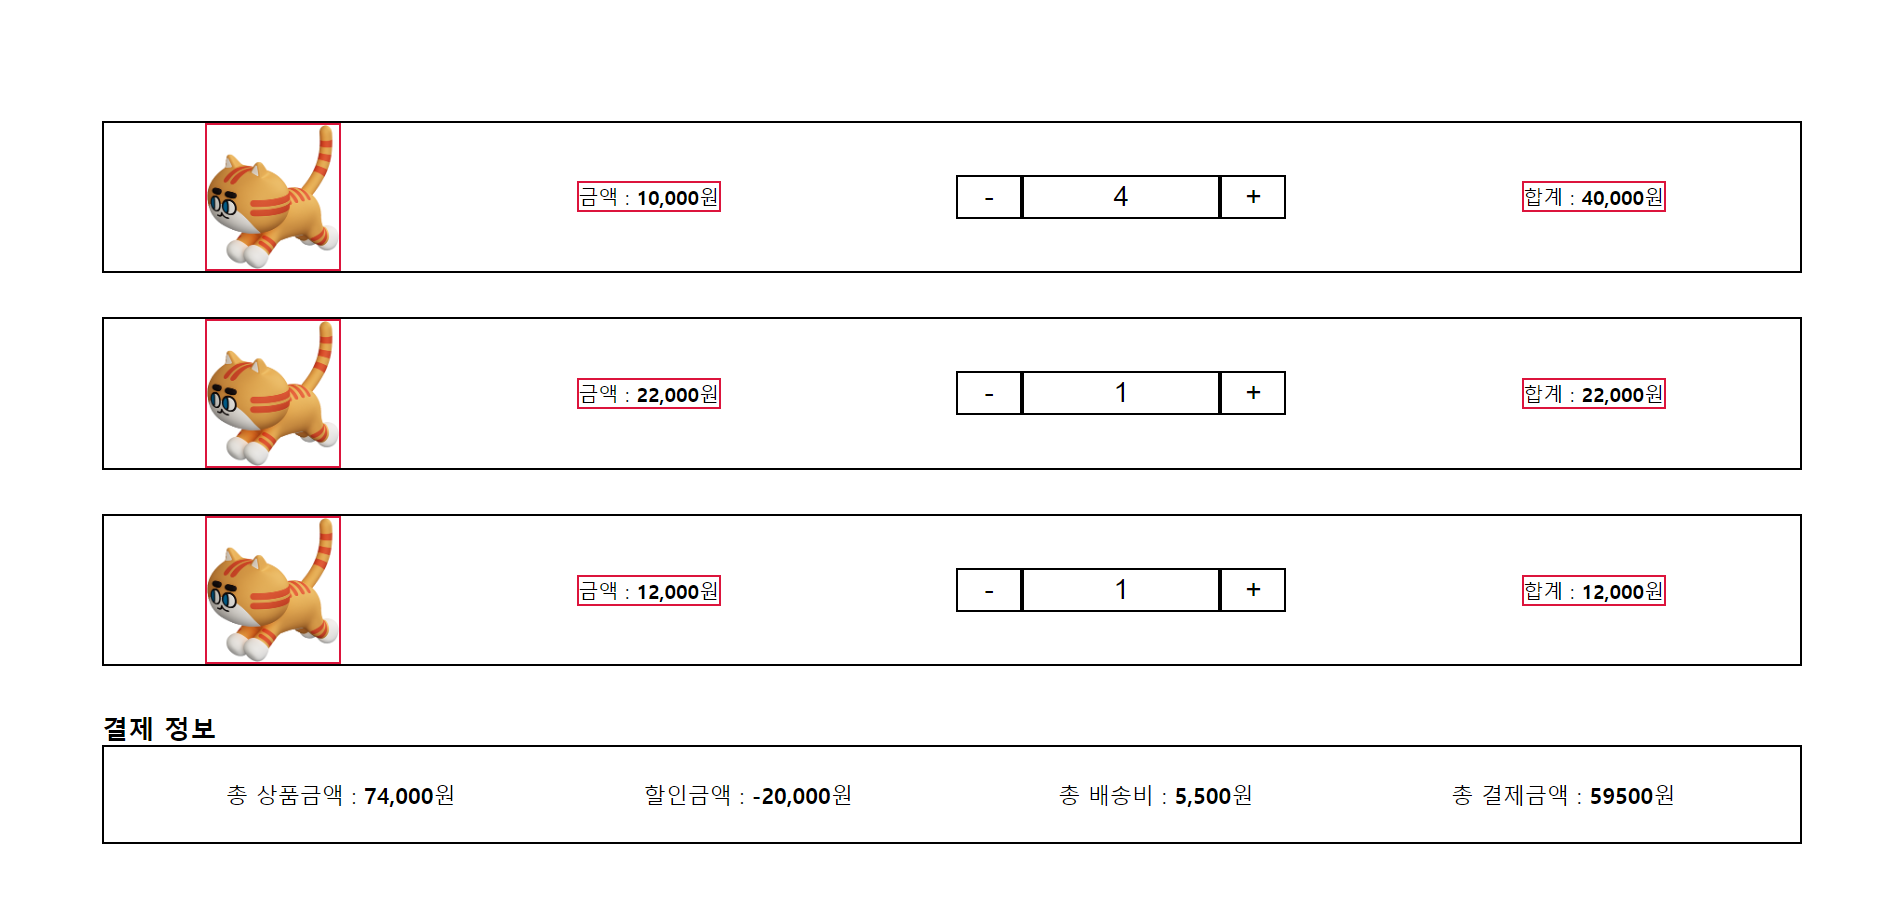 금액 : 10,000원 - 4 + 합계 : 40,000원
금액 : 22,000원 - 1 + 합계 : 22,000원
금액 : 12,000원 - 1 + 합계 : 12,000원
결제 정보
총 상품금액 : 74,000원 할인금액 : -20,000원 총 배송비 : 5,500원 총 결제금액 : 59500원